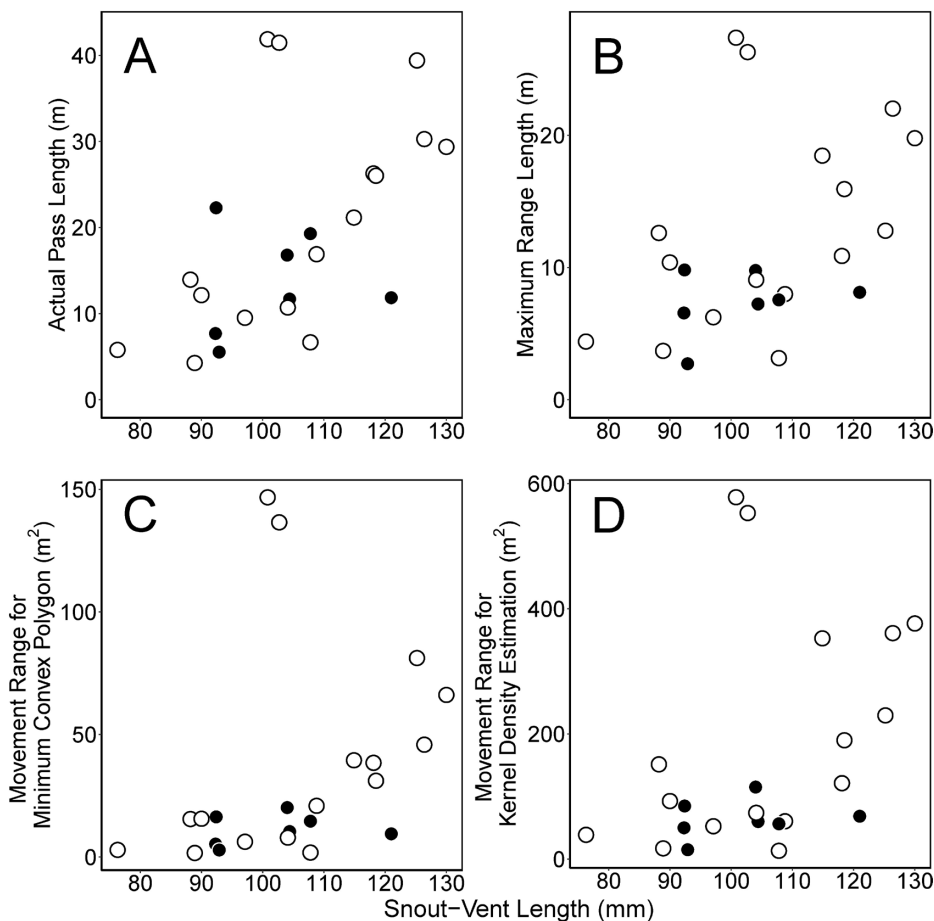 A
Actual Pass Length (m)
40
30
20
10
0
80 90 100 110 120 130
B
Maximum Range Length (m)
20
10
0
80 90 100 110 120 130
C
Movement Range for
Minimum Convex Polygon (m²)
150
100
50
0
80 90 100 110 120 130
D
Movement Range for
Kernel Density Estimation (m²)
600
400
200
0
80 90 100 110 120 130
Snout−Vent Length (mm)